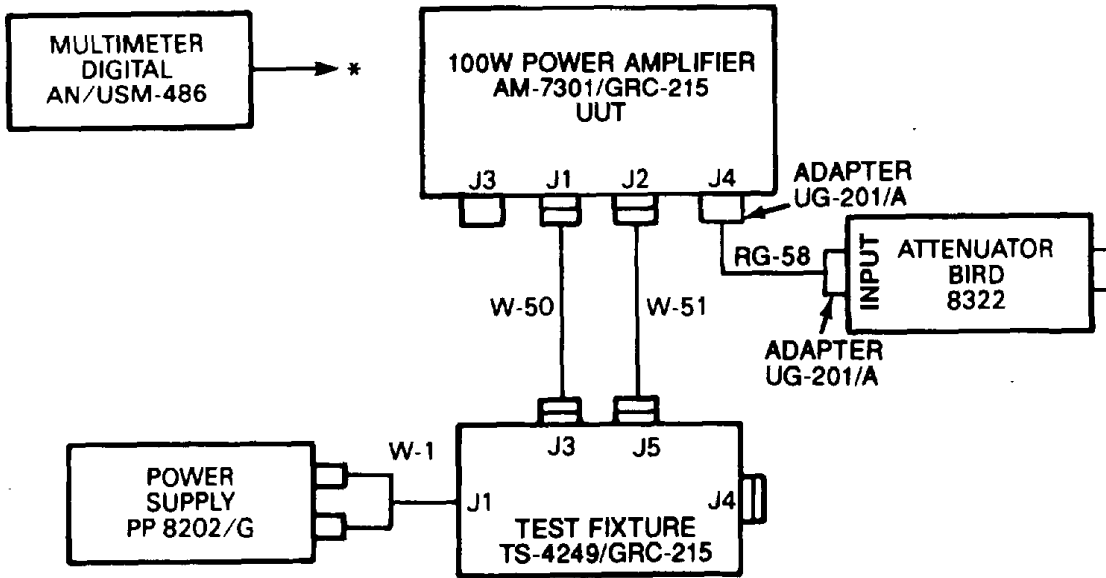 MULTIMETER
DIGITAL
AN/USM-486
*
100W POWER AMPLIFIER
AM-7301/GRC-215
UUT
J3 J1 J2 J4
ADAPTER
UG-201/A
RG-58
INPUT
ATTENUATOR
BIRD
8322
ADAPTER
UG-201/A
W-50 W-51
W-1
POWER
SUPPLY
PP 8202/G
J3 J5
J1 J4
TEST FIXTURE
TS-4249/GRC-215